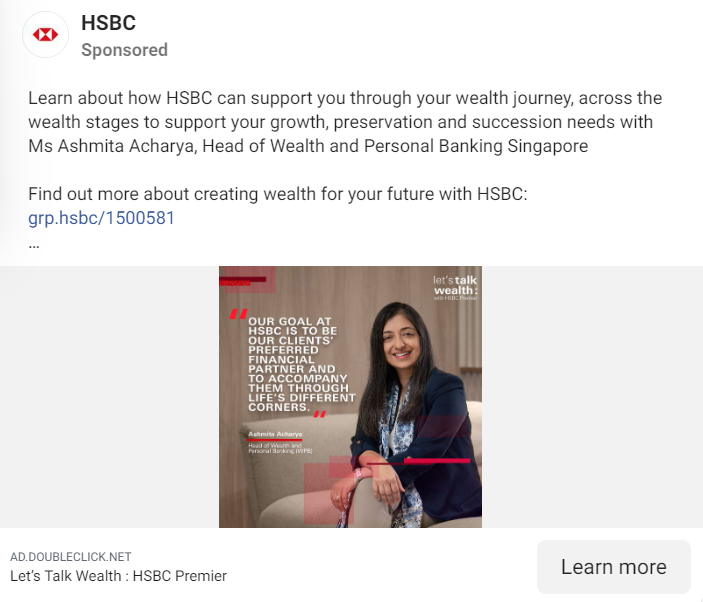 HSBC
Sponsored
Learn about how HSBC can support you through your wealth journey, across the
wealth stages to support your growth, preservation and succession needs with
Ms Ashmita Acharya, Head of Wealth and Personal Banking Singapore
Find out more about creating wealth for your future with HSBC:
grp.hsbc/1500581
...
let's talk
wealth:
with HSBC Premier
“OUR GOAL AT
HSBC IS TO BE
OUR CLIENTS'
PREFERRED
FINANCIAL
PARTNER AND
TO ACCOMPANY
THEM THROUGH
LIFE'S DIFFERENT
CORNERS.”
Ashmita Acharya
Head of Wealth and
Personal Banking (WPB)
AD.DOUBLECLICK.NET
Let's Talk Wealth : HSBC Premier
Learn more